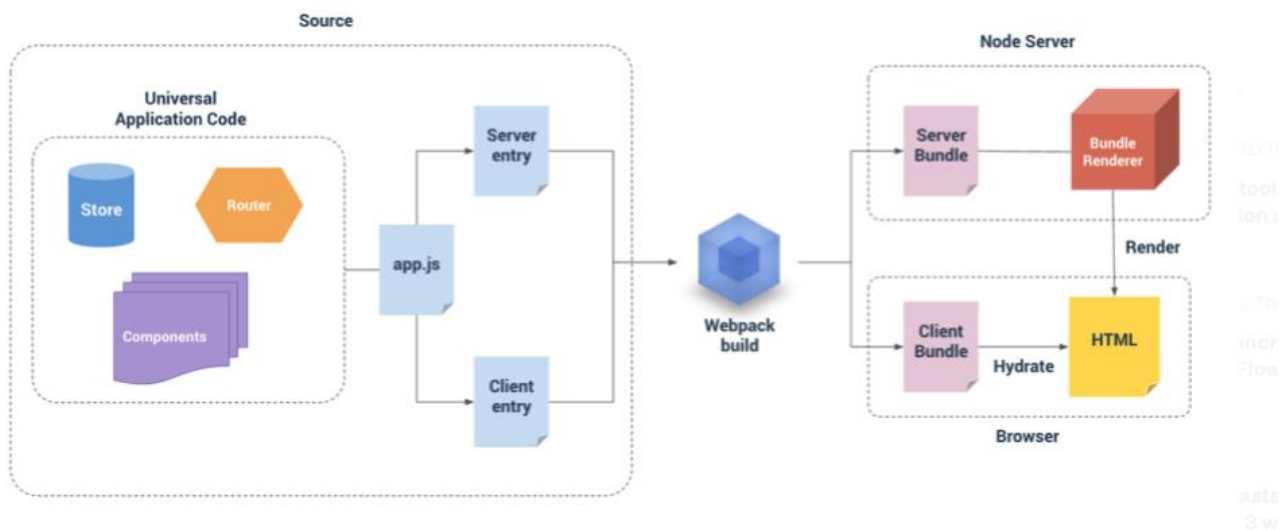 Source
Node Server
Universal
Application Code
Store
Router
Components
app.js
Server
entry
Client
entry
Webpack
build
Server
Bundle
Bundle
Renderer
Render
Client
Bundle
Hydrate
HTML
Browser
tool